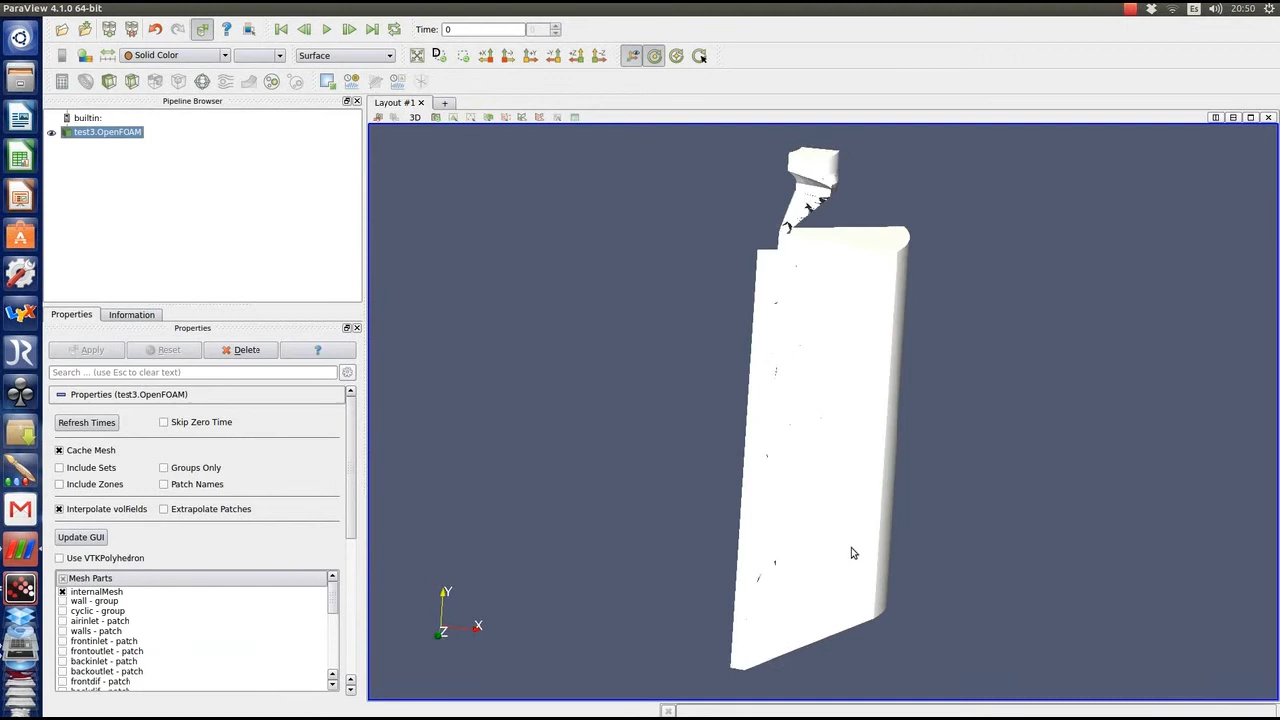 ParaView 4.1.0 64-bit
Es 20:50
Time: 0
Solid Color Surface
Pipeline Browser
builtin:
test3.OpenFOAM
Properties Information
Properties
Apply Reset Delete ?
Search ... (use Esc to clear text)
Properties (test3.OpenFOAM)
Refresh Times Skip Zero Time
Cache Mesh
Include Sets Groups Only
Include Zones Patch Names
Interpolate volFields Extrapolate Patches
Update GUI
Use VTKPolyhedron
Mesh Parts
internalMesh
wall - group
cyclic - group
airinlet - patch
walls - patch
frontinlet - patch
frontoutlet - patch
backinlet - patch
backoutlet - patch
frontdif - patch
Layout #1 +
3D
Y
Z X